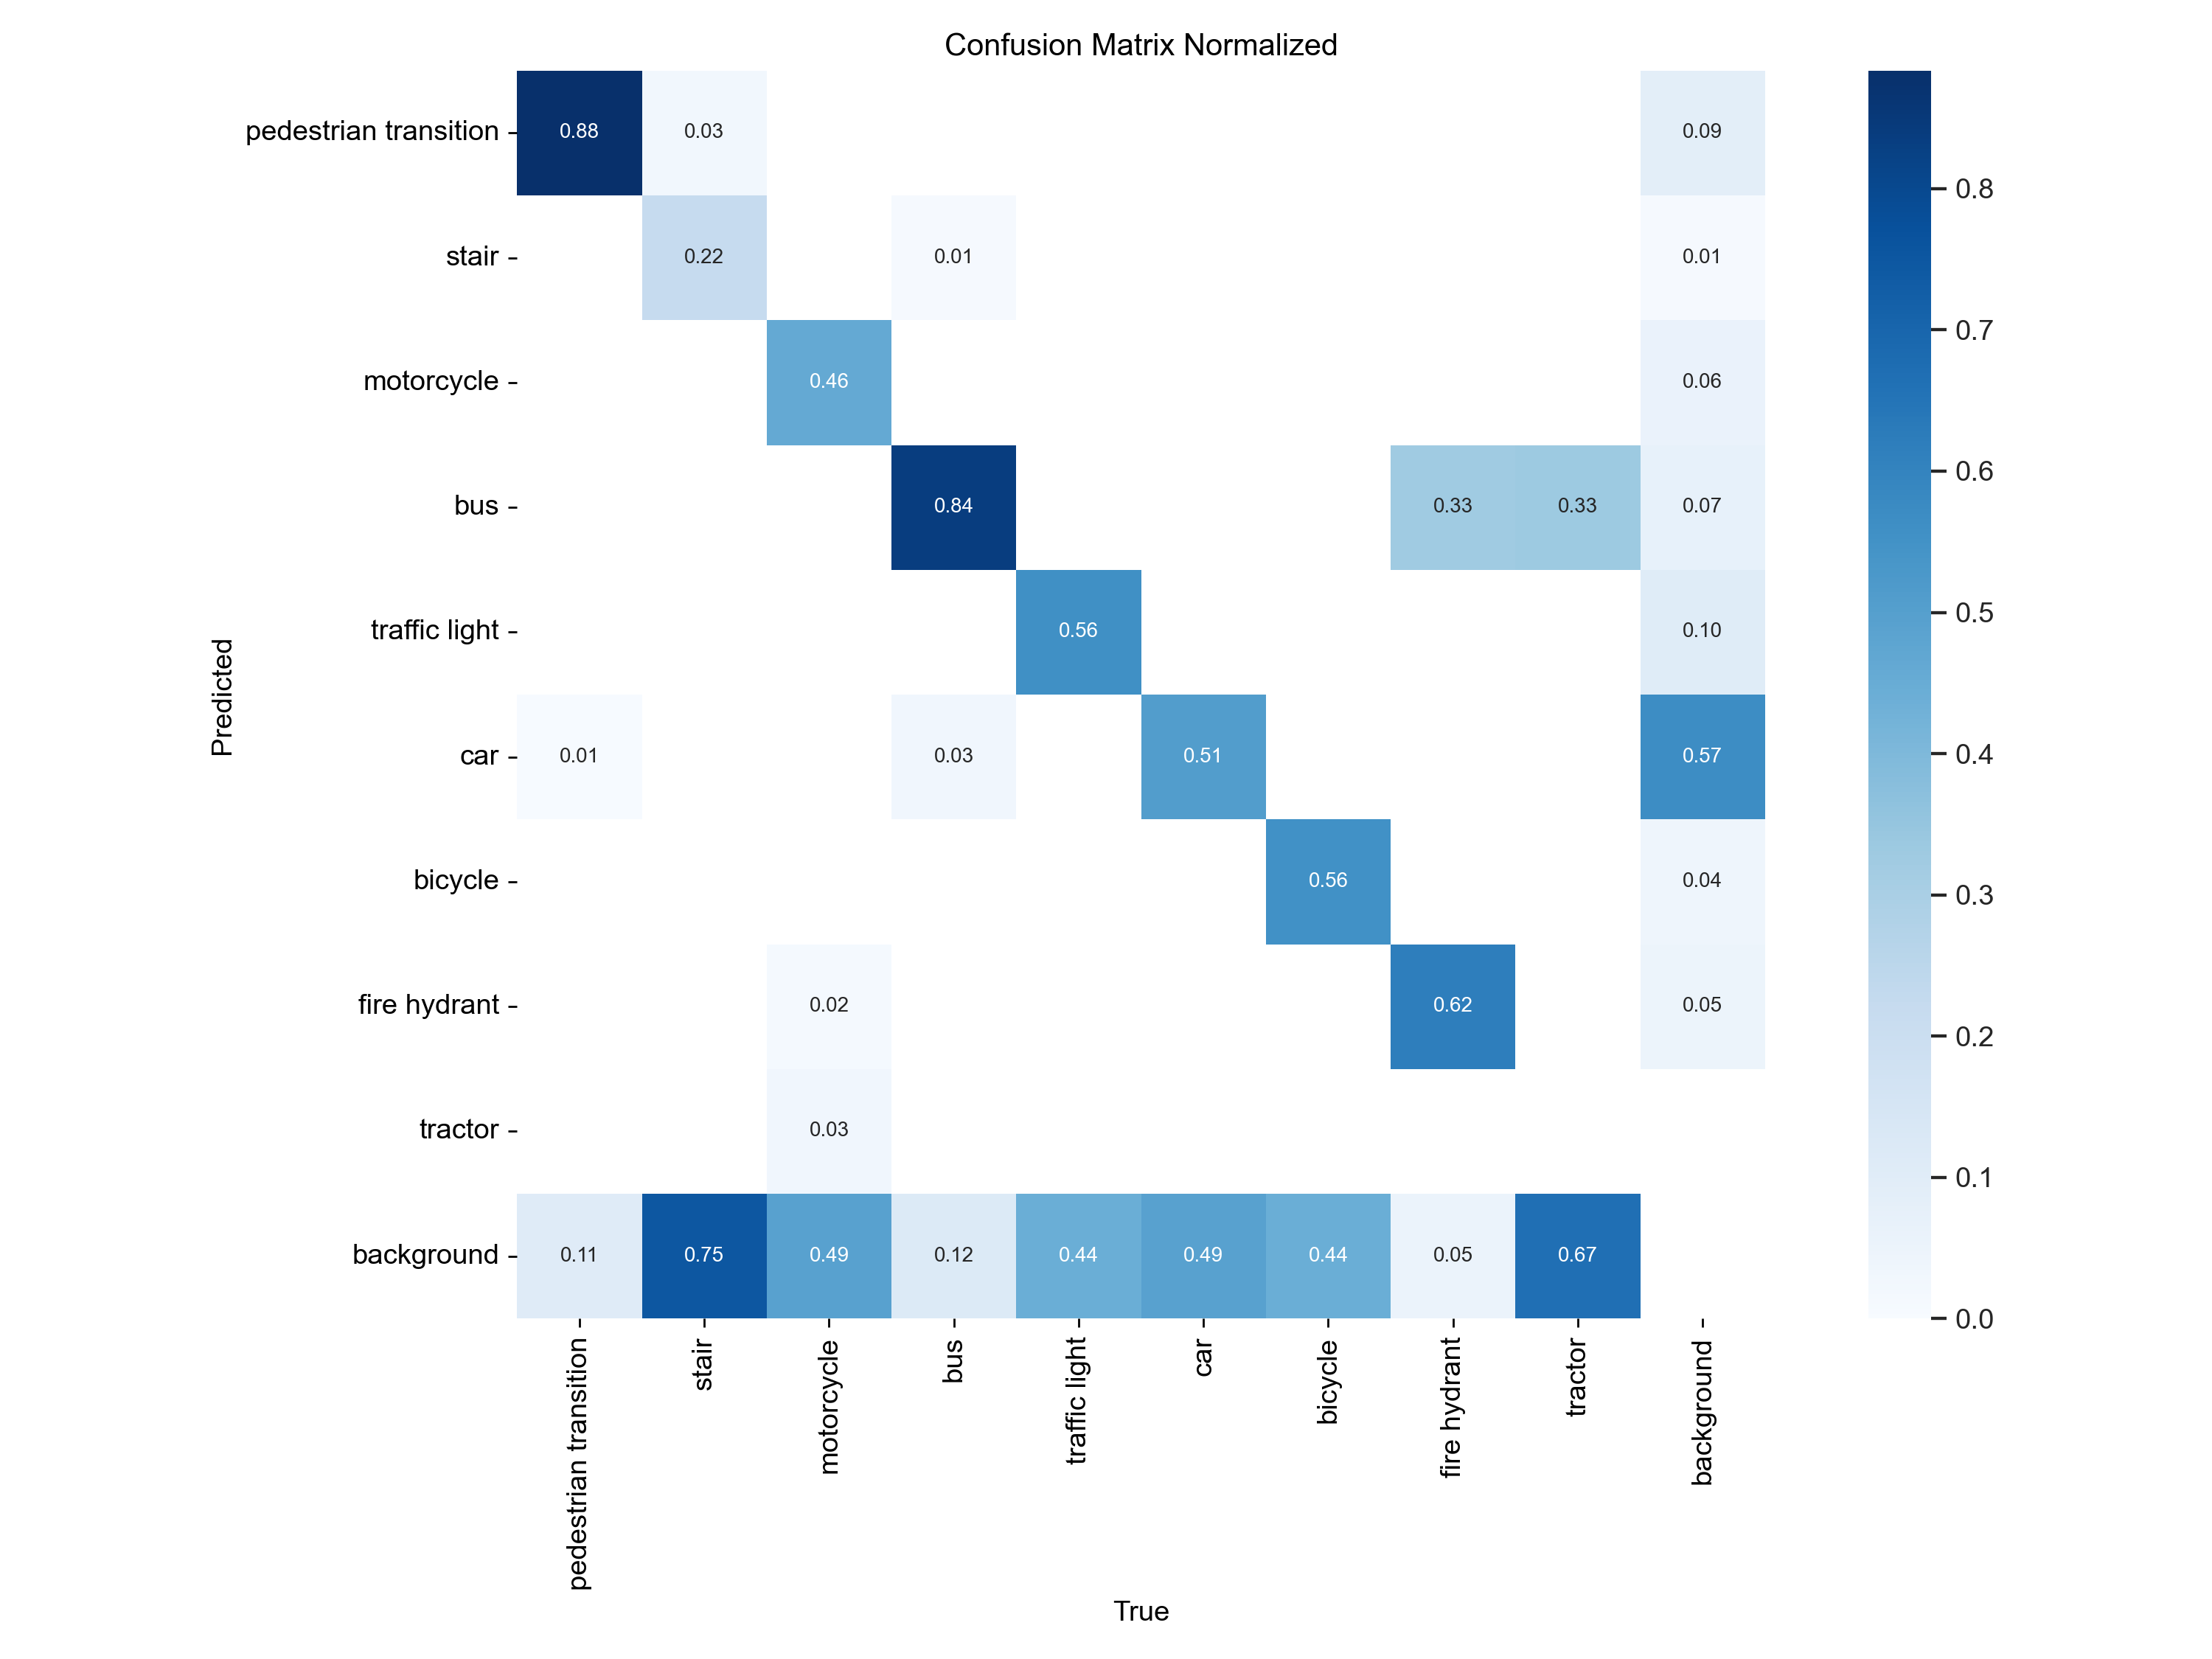 Confusion Matrix Normalized
pedestrian transition 0.88 0.03 0.09
stair 0.22 0.01 0.01
motorcycle 0.46 0.06
bus 0.84 0.33 0.33 0.07
traffic light 0.56 0.10
car 0.01 0.03 0.51 0.57
bicycle 0.56 0.04
fire hydrant 0.02 0.62 0.05
tractor 0.03
background 0.11 0.75 0.49 0.12 0.44 0.49 0.44 0.05 0.67
Predicted
pedestrian transition
stair
motorcycle
bus
traffic light
car
bicycle
fire hydrant
tractor
background
True
0.8
0.7
0.6
0.5
0.4
0.3
0.2
0.1
0.0